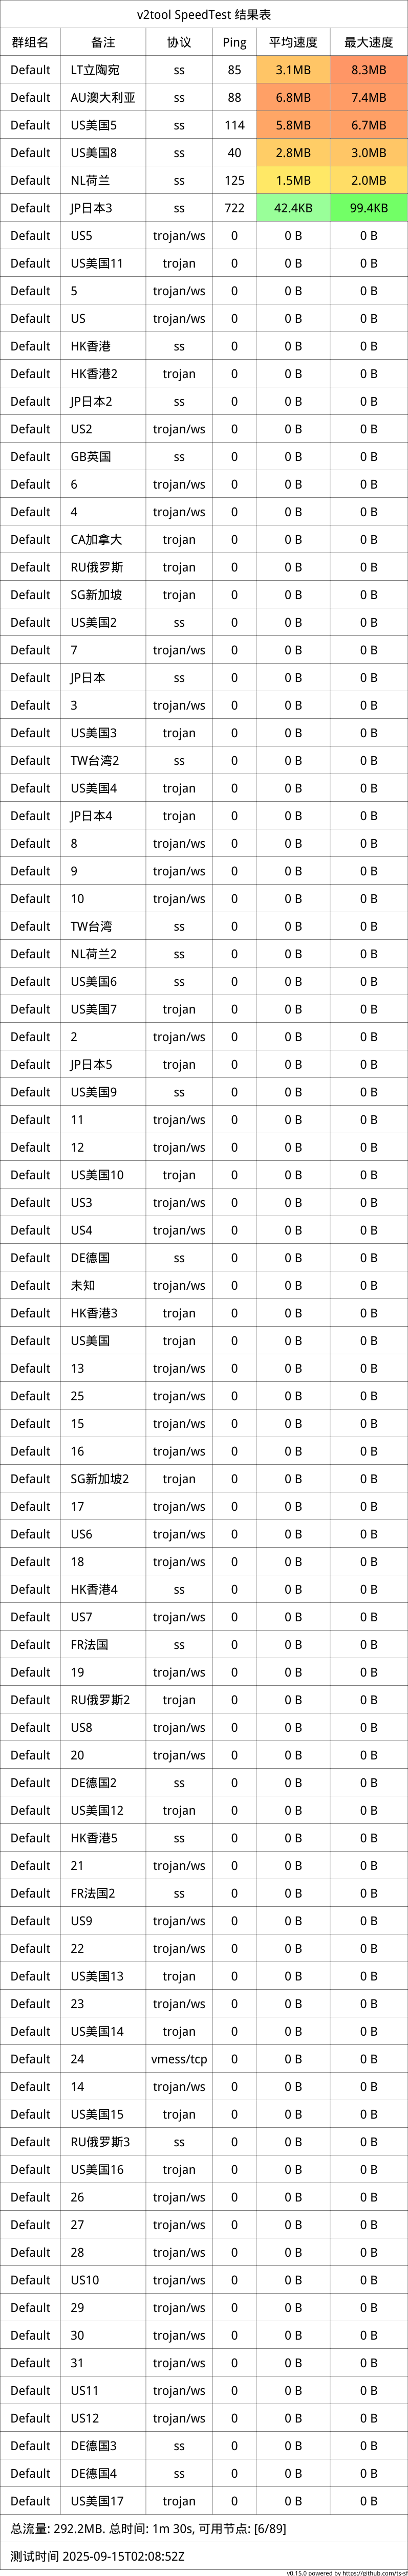 v2tool SpeedTest 结果表
群组名 备注 协议 Ping 平均速度 最大速度
Default LT立陶宛 ss 85 3.1MB 8.3MB
Default AU澳大利亚 ss 88 6.8MB 7.4MB
Default US美国5 ss 114 5.8MB 6.7MB
Default US美国8 ss 40 2.8MB 3.0MB
Default NL荷兰 ss 125 1.5MB 2.0MB
Default JP日本3 ss 722 42.4KB 99.4KB
Default US5 trojan/ws 0 0 B 0 B
Default US美国11 trojan 0 0 B 0 B
Default 5 trojan/ws 0 0 B 0 B
Default US trojan/ws 0 0 B 0 B
Default HK香港 ss 0 0 B 0 B
Default HK香港2 trojan 0 0 B 0 B
Default JP日本2 ss 0 0 B 0 B
Default US2 trojan/ws 0 0 B 0 B
Default GB英国 ss 0 0 B 0 B
Default 6 trojan/ws 0 0 B 0 B
Default 4 trojan/ws 0 0 B 0 B
Default CA加拿大 trojan 0 0 B 0 B
Default RU俄罗斯 trojan 0 0 B 0 B
Default SG新加坡 trojan 0 0 B 0 B
Default US美国2 ss 0 0 B 0 B
Default 7 trojan/ws 0 0 B 0 B
Default JP日本 ss 0 0 B 0 B
Default 3 trojan/ws 0 0 B 0 B
Default US美国3 trojan 0 0 B 0 B
Default TW台湾2 ss 0 0 B 0 B
Default US美国4 trojan 0 0 B 0 B
Default JP日本4 trojan 0 0 B 0 B
Default 8 trojan/ws 0 0 B 0 B
Default 9 trojan/ws 0 0 B 0 B
Default 10 trojan/ws 0 0 B 0 B
Default TW台湾 ss 0 0 B 0 B
Default NL荷兰2 ss 0 0 B 0 B
Default US美国6 ss 0 0 B 0 B
Default US美国7 trojan 0 0 B 0 B
Default 2 trojan/ws 0 0 B 0 B
Default JP日本5 trojan 0 0 B 0 B
Default US美国9 ss 0 0 B 0 B
Default 11 trojan/ws 0 0 B 0 B
Default 12 trojan/ws 0 0 B 0 B
Default US美国10 trojan 0 0 B 0 B
Default US3 trojan/ws 0 0 B 0 B
Default US4 trojan/ws 0 0 B 0 B
Default DE德国 ss 0 0 B 0 B
Default 未知 trojan/ws 0 0 B 0 B
Default HK香港3 trojan 0 0 B 0 B
Default US美国 trojan 0 0 B 0 B
Default 13 trojan/ws 0 0 B 0 B
Default 25 trojan/ws 0 0 B 0 B
Default 15 trojan/ws 0 0 B 0 B
Default 16 trojan/ws 0 0 B 0 B
Default SG新加坡2 trojan 0 0 B 0 B
Default 17 trojan/ws 0 0 B 0 B
Default US6 trojan/ws 0 0 B 0 B
Default 18 trojan/ws 0 0 B 0 B
Default HK香港4 ss 0 0 B 0 B
Default US7 trojan/ws 0 0 B 0 B
Default FR法国 ss 0 0 B 0 B
Default 19 trojan/ws 0 0 B 0 B
Default RU俄罗斯2 trojan 0 0 B 0 B
Default US8 trojan/ws 0 0 B 0 B
Default 20 trojan/ws 0 0 B 0 B
Default DE德国2 ss 0 0 B 0 B
Default US美国12 trojan 0 0 B 0 B
Default HK香港5 ss 0 0 B 0 B
Default 21 trojan/ws 0 0 B 0 B
Default FR法国2 ss 0 0 B 0 B
Default US9 trojan/ws 0 0 B 0 B
Default 22 trojan/ws 0 0 B 0 B
Default US美国13 trojan 0 0 B 0 B
Default 23 trojan/ws 0 0 B 0 B
Default US美国14 trojan 0 0 B 0 B
Default 24 vmess/tcp 0 0 B 0 B
Default 14 trojan/ws 0 0 B 0 B
Default US美国15 trojan 0 0 B 0 B
Default RU俄罗斯3 ss 0 0 B 0 B
Default US美国16 trojan 0 0 B 0 B
Default 26 trojan/ws 0 0 B 0 B
Default 27 trojan/ws 0 0 B 0 B
Default 28 trojan/ws 0 0 B 0 B
Default US10 trojan/ws 0 0 B 0 B
Default 29 trojan/ws 0 0 B 0 B
Default 30 trojan/ws 0 0 B 0 B
Default 31 trojan/ws 0 0 B 0 B
Default US11 trojan/ws 0 0 B 0 B
Default US12 trojan/ws 0 0 B 0 B
Default DE德国3 ss 0 0 B 0 B
Default DE德国4 ss 0 0 B 0 B
Default US美国17 trojan 0 0 B 0 B
总流量: 292.2MB. 总时间: 1m 30s, 可用节点: [6/89]
测试时间 2025-09-15T02:08:52Z
v0.15.0 powered by https://github.com/ts-sf